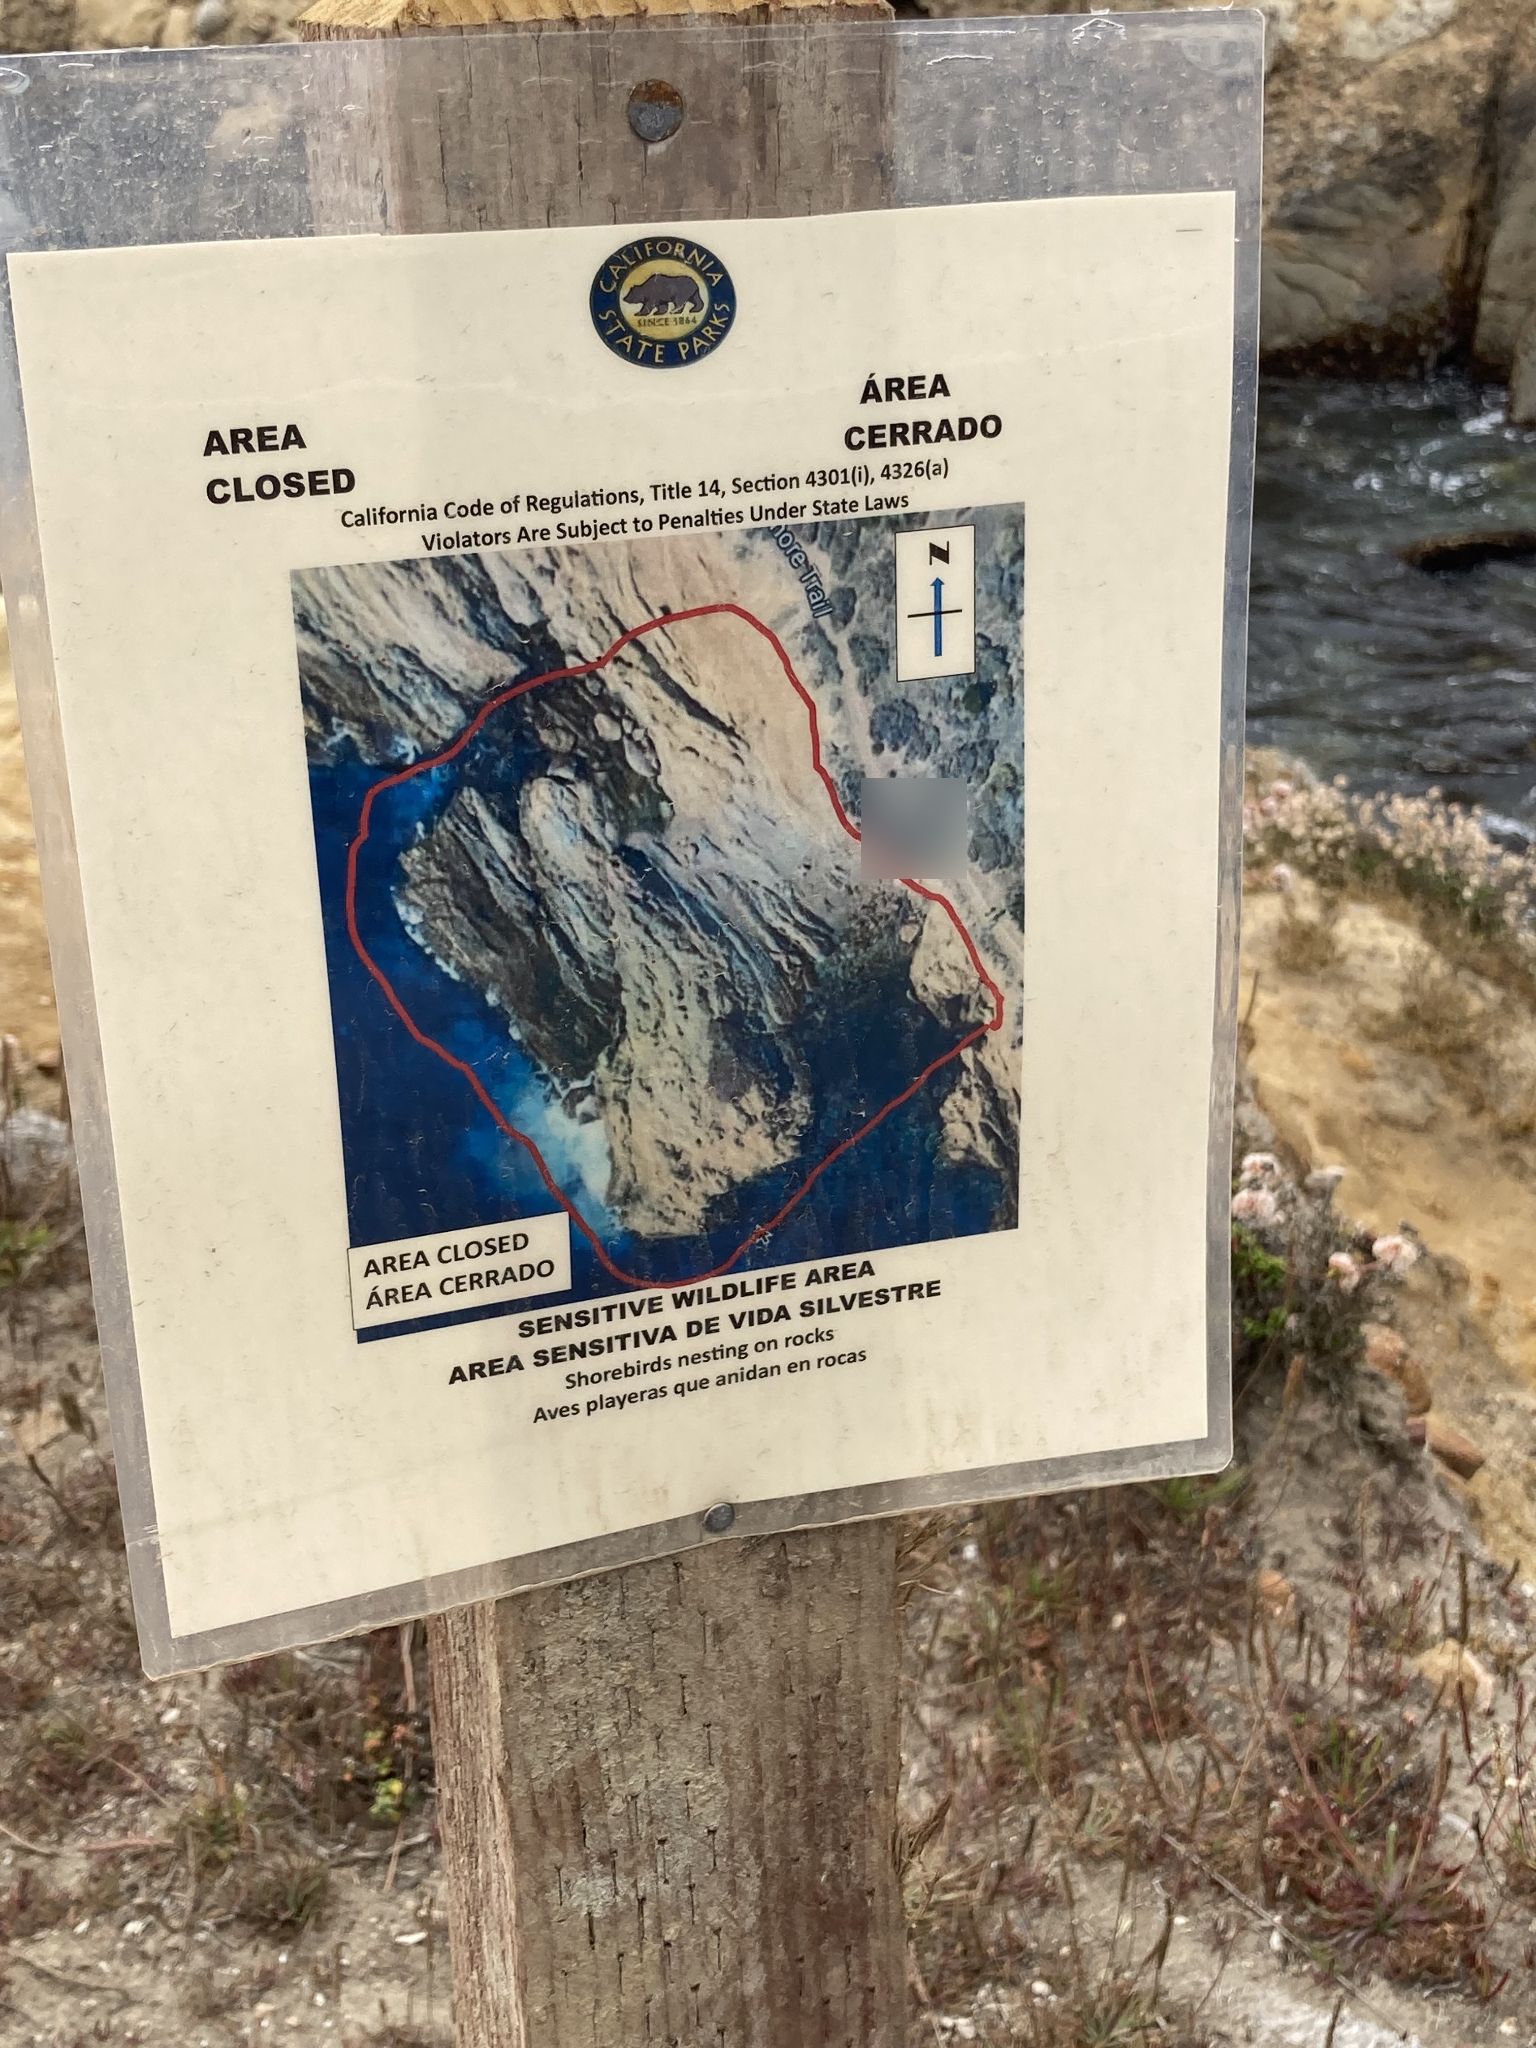 CALIFORNIA
SINCE 1864
STATE PARKS
AREA
CLOSED
ÁREA
CERRADO
California Code of Regulations, Title 14, Section 4301(i), 4326(a)
Violators Are Subject to Penalties Under State Laws
ore Trail
N
AREA CLOSED
ÁREA CERRADO
SENSITIVE WILDLIFE AREA
AREA SENSITIVA DE VIDA SILVESTRE
Shorebirds nesting on rocks
Aves playeras que anidan en rocas